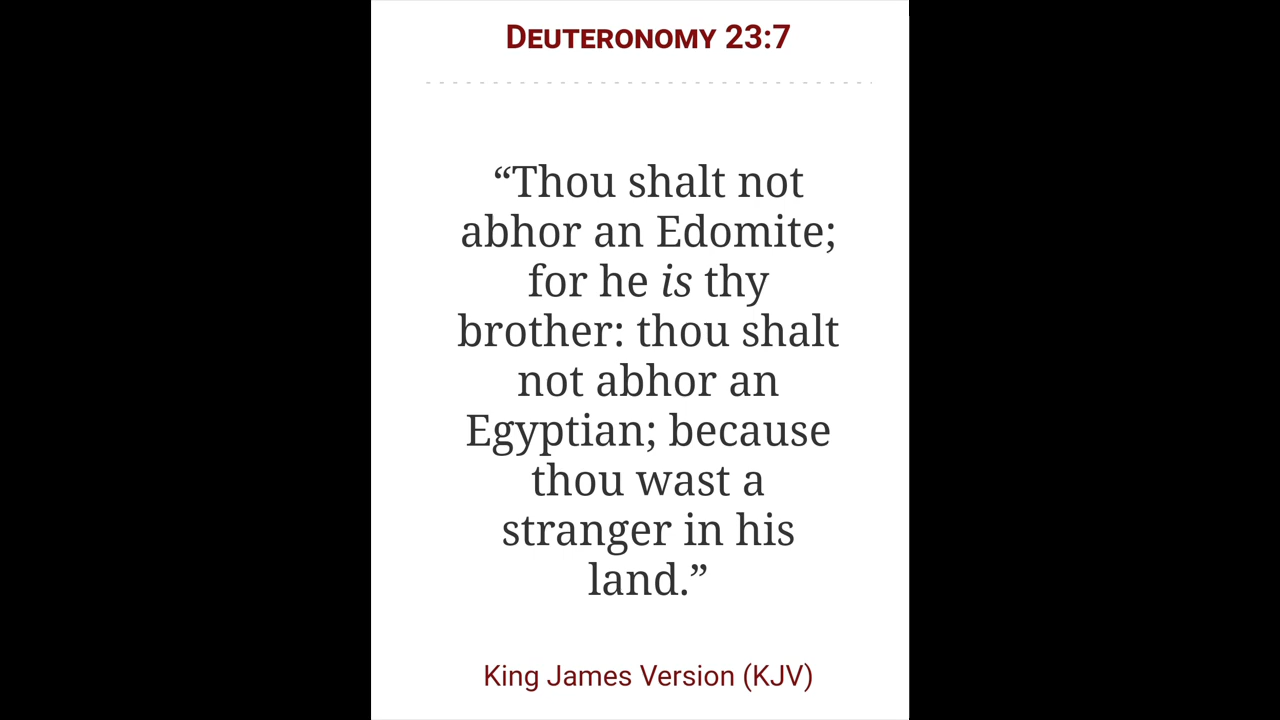 Deuteronomy 23:7
“Thou shalt not
abhor an Edomite;
for he is thy
brother: thou shalt
not abhor an
Egyptian; because
thou wast a
stranger in his
land.”
King James Version (KJV)